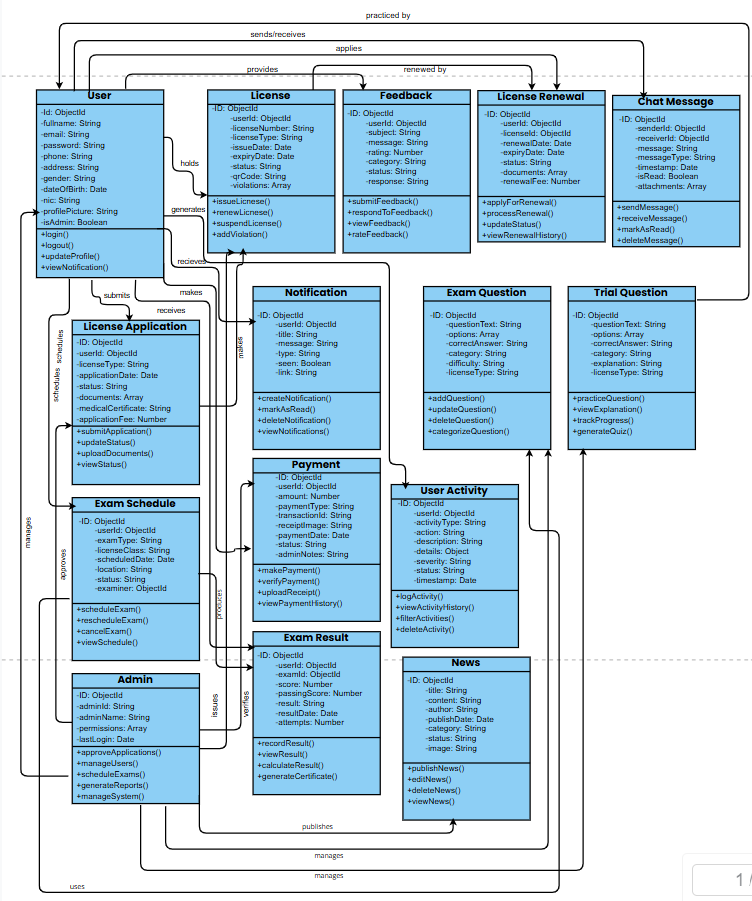 practiced by
sends/receives
applies
provides
renewed by
User
-Id: ObjectId
-fullname: String
-email: String
-password: String
-phone: String
-address: String
-gender: String
-dateOfBirth: Date
-nic: String
-profilePicture: String
-isAdmin: Boolean
+login()
+logout()
+updateProfile()
+viewNotification()
License
-ID: ObjectId
-userId: ObjectId
-licenseNumber: String
-licenseType: String
-issueDate: Date
-expiryDate: Date
-status: String
-qrCode: String
-violations: Array
+issueLicnese()
+renewLicnese()
+suspendLicense()
+addViolation()
Feedback
-ID: ObjectId
-userId: ObjectId
-subject: String
-message: String
-rating: Number
-category: String
-status: String
-response: String
+submitFeedback()
+respondToFeedback()
+viewFeedback()
+rateFeedback()
License Renewal
-ID: ObjectId
-userId: ObjectId
-licenseId: ObjectId
-renewalDate: Date
-expiryDate: Date
-status: String
-documents: Array
-renewalFee: Number
+applyForRenewal()
+processRenewal()
+updateStatus()
+viewRenewalHistory()
Chat Message
-ID: ObjectId
-senderId: ObjectId
-receiverId: ObjectId
-message: String
-messageType: String
-timestamp: Date
-isRead: Boolean
-attachments: Array
+sendMessage()
+receiveMessage()
+markAsRead()
+deleteMessage()
holds
generates
recieves
makes
receives
submits
schedules
schedules
makes
manages
approves
produces
issues
verifies
License Application
-ID: ObjectId
-userId: ObjectId
-licenseType: String
-applicationDate: Date
-status: String
-documents: Array
-medicalCertificate: String
-applicationFee: Number
+submitApplication()
+updateStatus()
+uploadDocuments()
+viewStatus()
Notification
-ID: ObjectId
-userId: ObjectId
-title: String
-message: String
-type: String
-seen: Boolean
-link: String
+createNotification()
+markAsRead()
+deleteNotification()
+viewNotifications()
Exam Question
-ID: ObjectId
-questionText: String
-options: Array
-correctAnswer: String
-category: String
-difficulty: String
-licenseType: String
+addQuestion()
+updateQuestion()
+deleteQuestion()
+categorizeQuestion()
Trial Question
-ID: ObjectId
-questionText: String
-options: Array
-correctAnswer: String
-category: String
-explanation: String
-licenseType: String
+practiceQuestion()
+viewExplanation()
+trackProgress()
+generateQuiz()
Exam Schedule
-ID: ObjectId
-userId: ObjectId
-examType: String
-licenseClass: String
-scheduledDate: Date
-location: String
-status: String
-examiner: ObjectId
+scheduleExam()
+rescheduleExam()
+cancelExam()
+viewSchedule()
Payment
-ID: ObjectId
-userId: ObjectId
-amount: Number
-paymentType: String
-transactionId: String
-receiptImage: String
-paymentDate: Date
-status: String
-adminNotes: String
+makePayment()
+verifyPayment()
+uploadReceipt()
+viewPaymentHistory()
User Activity
-ID: ObjectId
-userId: ObjectId
-activityType: String
-action: String
-description: String
-details: Object
-severity: String
-status: String
-timestamp: Date
+logActivity()
+viewActivityHistory()
+filterActivities()
+deleteActivity()
Exam Result
-ID: ObjectId
-userId: ObjectId
-examId: ObjectId
-score: Number
-passingScore: Number
-result: String
-resultDate: Date
-attempts: Number
+recordResult()
+viewResult()
+calculateResult()
+generateCertificate()
Admin
-ID: ObjectId
-adminId: String
-adminName: String
-permissions: Array
-lastLogin: Date
+approveApplications()
+manageUsers()
+scheduleExams()
+generateReports()
+manageSystem()
News
-ID: ObjectId
-title: String
-content: String
-author: String
-publishDate: Date
-category: String
-status: String
-image: String
+publishNews()
+editNews()
+deleteNews()
+viewNews()
publishes
manages
manages
uses
1 /